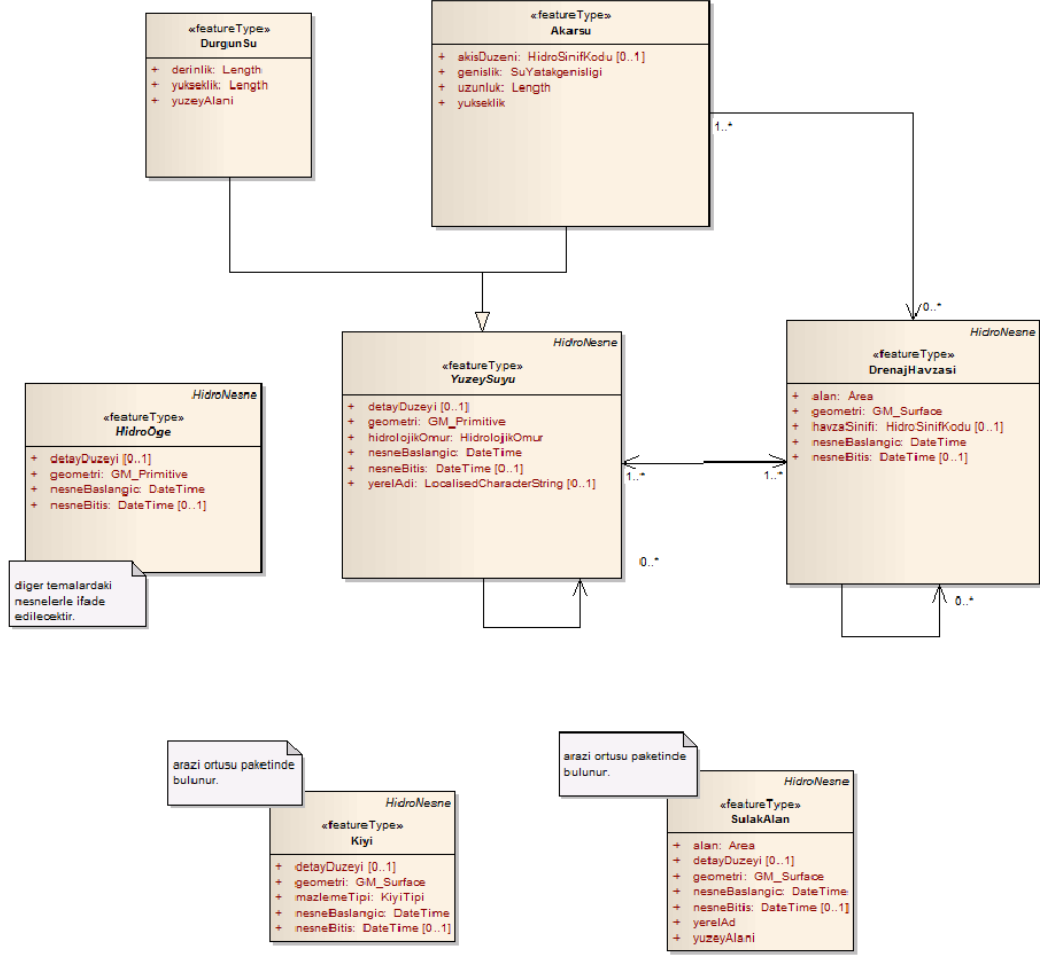 «featureType»
DurgunSu
+ derinlik: Length
+ yukseklik: Length
+ yuzeyAlani
«featureType»
Akarsu
+ akisDuzeni: HidroSinifKodu [0..1]
+ genislik: SuYatakgenisligi
+ uzunluk: Length
+ yukseklik
1..*
0..*
HidroNesne
«featureType»
HidroOge
+ detayDuzeyi [0..1]
+ geometri: GM_Primitive
+ nesneBaslangic: DateTime
+ nesneBitis: DateTime [0..1]
diger temalardaki
nesnelerle ifade
edilecektir.
HidroNesne
«featureType»
YuzeySuyu
+ detayDuzeyi [0..1]
+ geometri: GM_Primitive
+ hidrolojikOmur: HidrolojikOmur
+ nesneBaslangic: DateTime
+ nesneBitis: DateTime [0..1]
+ yerelAdi: LocalisedCharacterString [0..1]
1..*
1..*
0..*
HidroNesne
«featureType»
DrenajHavzasi
+ alan: Area
+ geometri: GM_Surface
+ havzaSinifi: HidroSinifKodu [0..1]
+ nesneBaslangic: DateTime
+ nesneBitis: DateTime [0..1]
0..*
arazi ortusu paketinde
bulunur.
HidroNesne
«featureType»
Kiyi
+ detayDuzeyi [0..1]
+ geometri: GM_Surface
+ mazlemeTipi: KiyiTipi
+ nesneBaslangic: DateTime
+ nesneBitis: DateTime [0..1]
arazi ortusu paketinde
bulunur.
HidroNesne
«featureType»
SulakAlan
+ alan: Area
+ detayDuzeyi [0..1]
+ geometri: GM_Surface
+ nesneBaslangic: DateTime
+ nesneBitis: DateTime [0..1]
+ yerelAd
+ yuzeyAlani